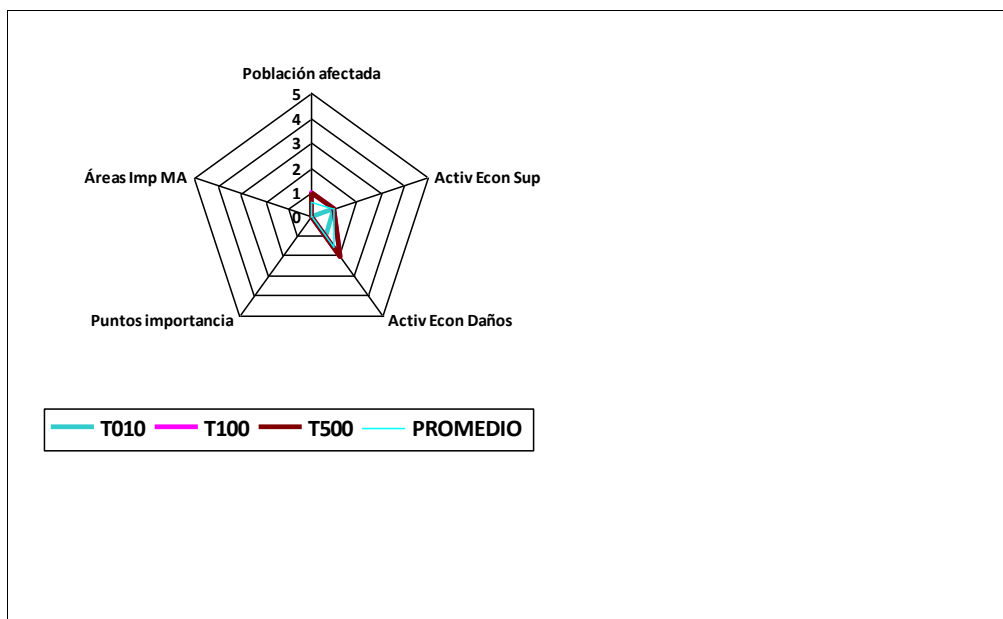 Población afectada
5
4
3
2
1
0
Áreas Imp MA
Activ Econ Sup
Puntos importancia
Activ Econ Daños
T010 T100 T500 PROMEDIO